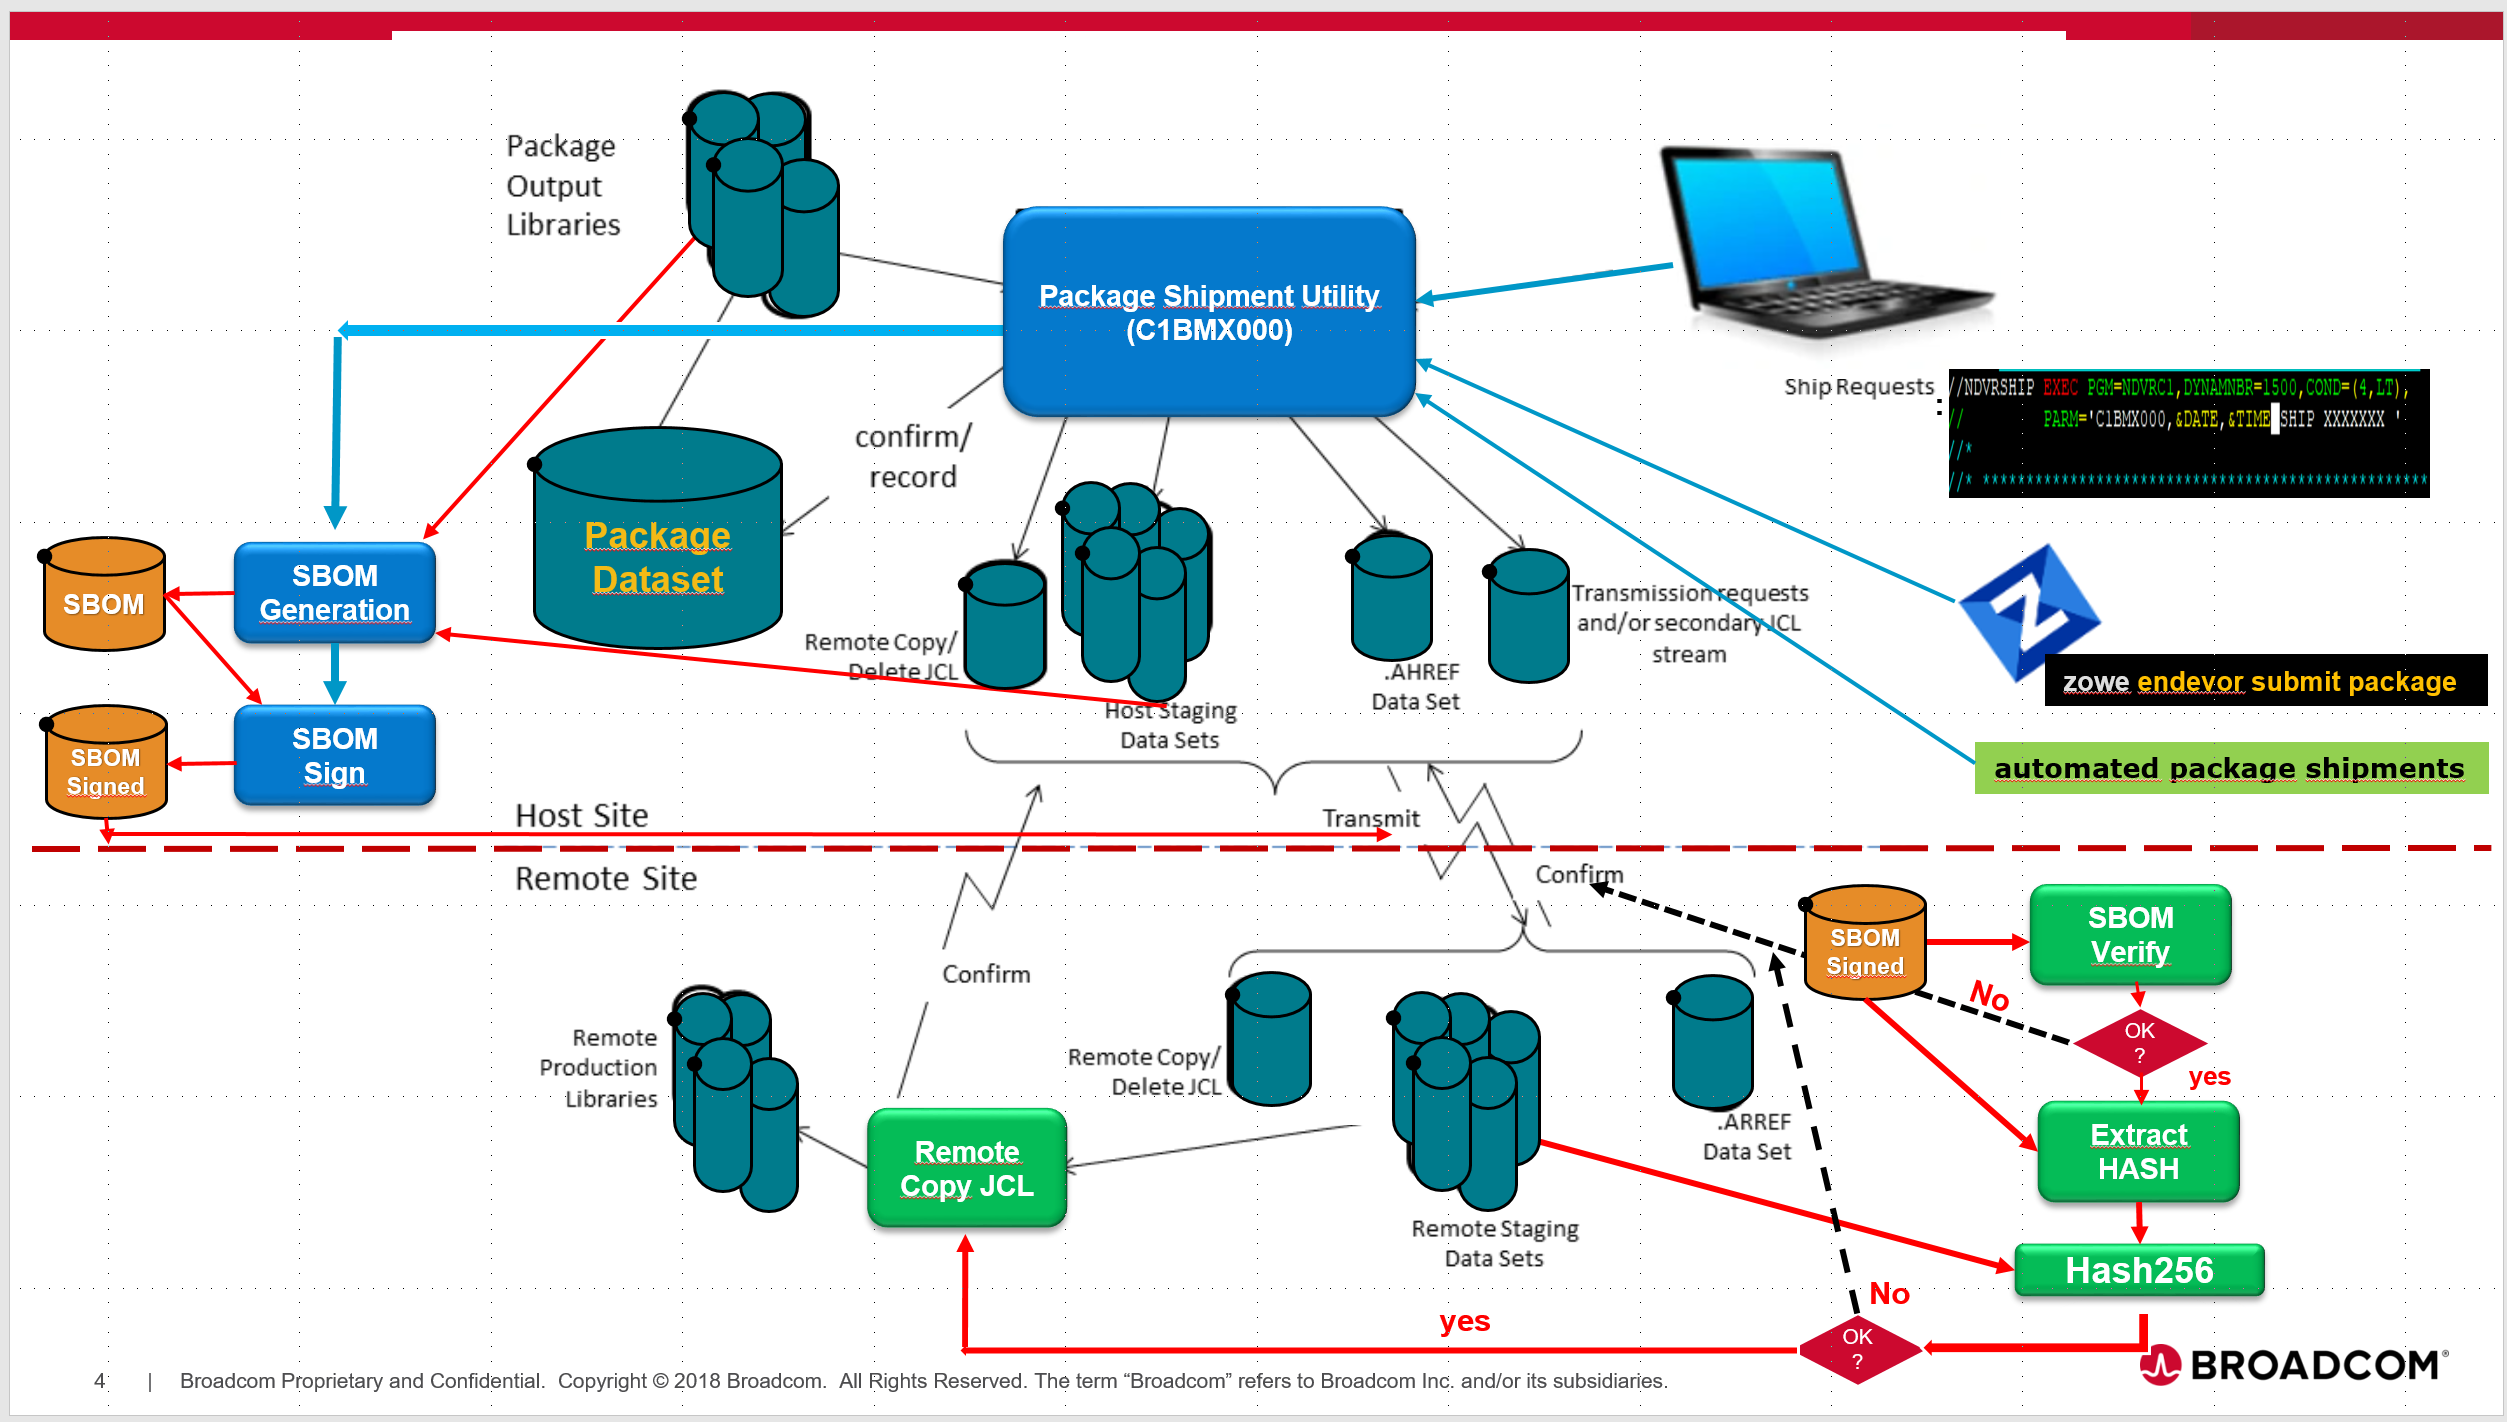 Package
Output
Libraries
Package Shipment Utility
(C1BMX000)
Ship Requests
:
//NDVRSHIP EXEC PGM=NDVRC1,DYNAMNBR=1500,COND=(4,LT),
// PARM='C1BMX000,&DATE,&TIME SHIP XXXXXXX '
//*
//* **************************************************
confirm/
record
Package
Dataset
SBOM
SBOM
Generation
Remote Copy/
Delete JCL
Host Staging
Data Sets
.AHREF
Data Set
Transmission requests
and/or secondary JCL
stream
zowe endevor submit package
SBOM
Signed
SBOM
Sign
automated package shipments
Host Site
Transmit
Remote Site
Confirm
SBOM
Signed
SBOM
Verify
No
OK
?
yes
Confirm
Remote
Production
Libraries
Remote Copy/
Delete JCL
.ARREF
Data Set
Extract
HASH
Remote
Copy JCL
Remote Staging
Data Sets
Hash256
No
yes
OK
?
4 | Broadcom Proprietary and Confidential. Copyright © 2018 Broadcom. All Rights Reserved. The term “Broadcom” refers to Broadcom Inc. and/or its subsidiaries.
BROADCOM®